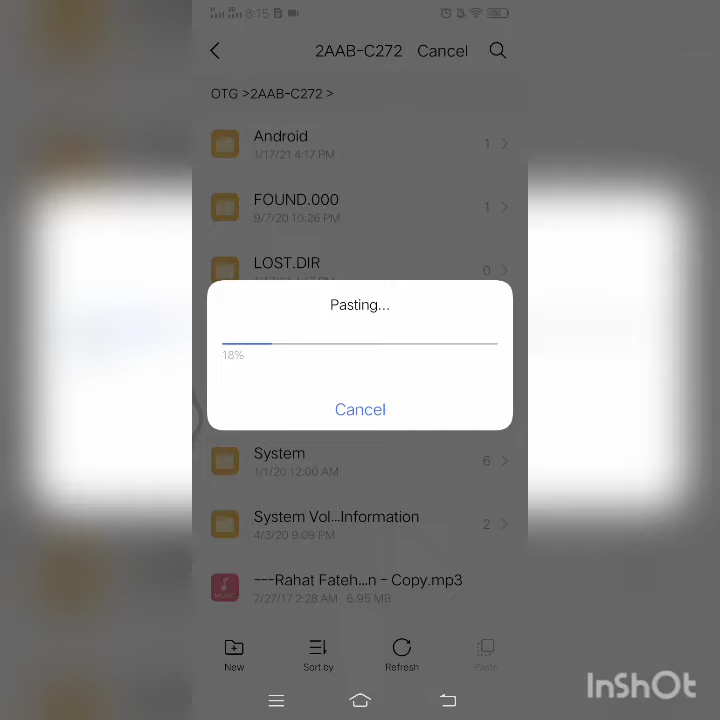 8:15
2AAB-C272 Cancel
OTG >2AAB-C272 >
Android
1/17/21 4:17 PM
1
FOUND.000
9/7/20 10:26 PM
1
LOST.DIR
0
Pasting...
18%
Cancel
System
1/1/20 12:00 AM
6
System Vol...Information
4/3/20 9:09 PM
2
---Rahat Fateh...n - Copy.mp3
MUSIC
7/27/17 2:28 AM 6.95 MB
New Sort by Refresh Paste
InShOt